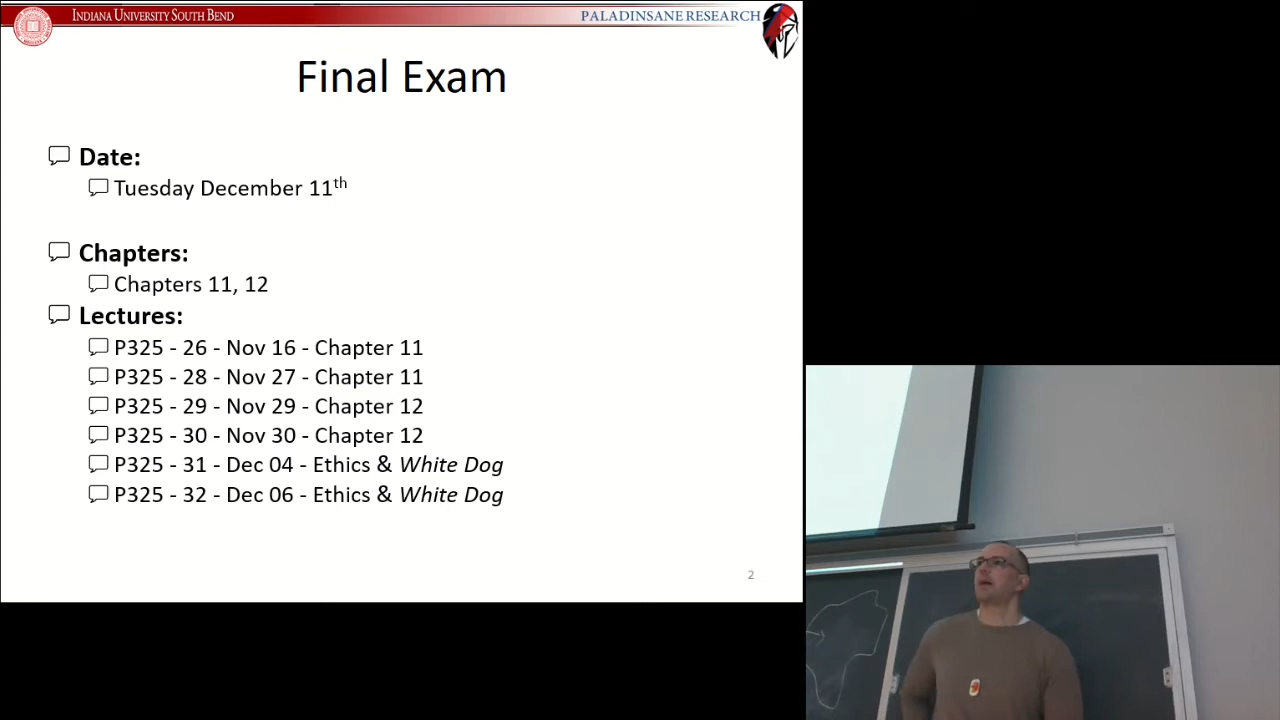 INDIANA UNIVERSITY SOUTH BEND
PALADINSANE RESEARCH
Final Exam
Date:
Tuesday December 11th
Chapters:
Chapters 11, 12
Lectures:
P325 - 26 - Nov 16 - Chapter 11
P325 - 28 - Nov 27 - Chapter 11
P325 - 29 - Nov 29 - Chapter 12
P325 - 30 - Nov 30 - Chapter 12
P325 - 31 - Dec 04 - Ethics & White Dog
P325 - 32 - Dec 06 - Ethics & White Dog
2